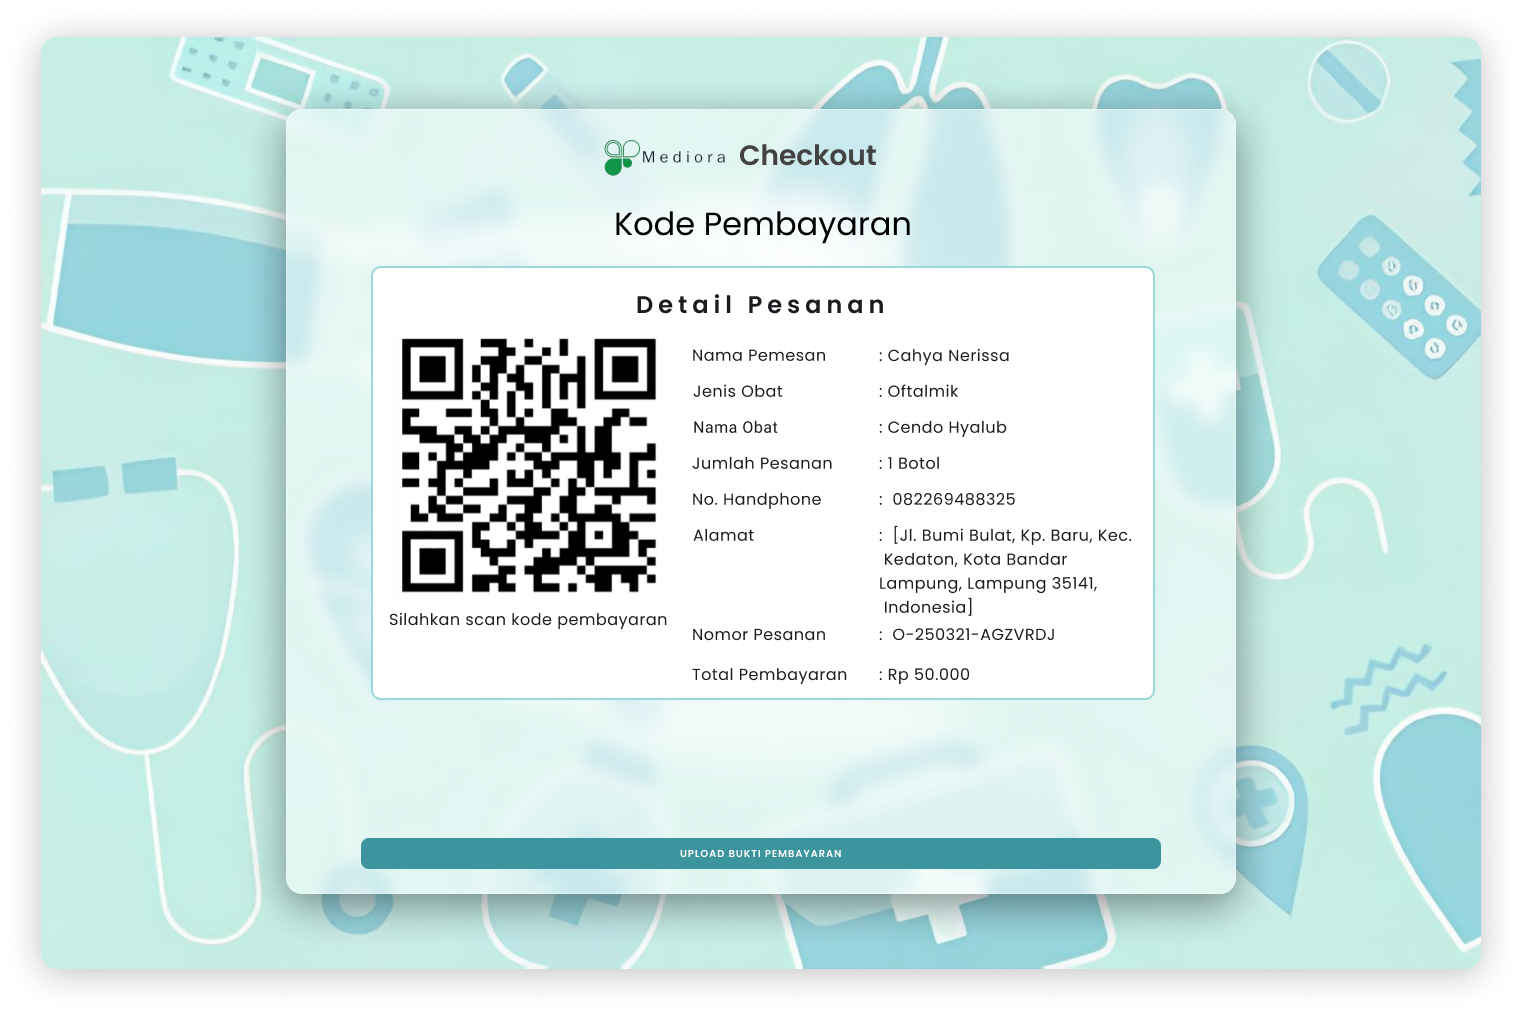 Mediora Checkout
Kode Pembayaran
Detail Pesanan
Nama Pemesan : Cahya Nerissa
Jenis Obat : Oftalmik
Nama Obat : Cendo Hyalub
Jumlah Pesanan : 1 Botol
No. Handphone : 082269488325
Alamat : [Jl. Bumi Bulat, Kp. Baru, Kec.
Kedaton, Kota Bandar
Lampung, Lampung 35141,
Indonesia]
Silahkan scan kode pembayaran
Nomor Pesanan : O-250321-AGZVRDJ
Total Pembayaran : Rp 50.000
UPLOAD BUKTI PEMBAYARAN